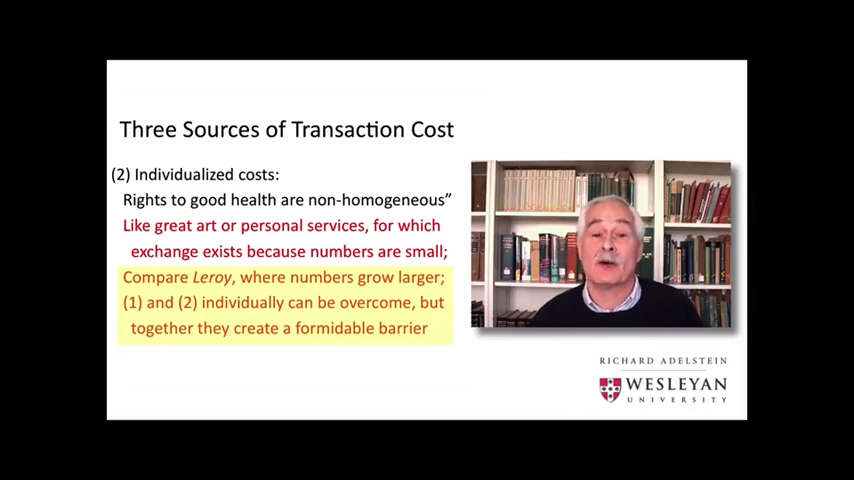 Three Sources of Transaction Cost
(2) Individualized costs:
Rights to good health are non-homogeneous”
Like great art or personal services, for which
exchange exists because numbers are small;
Compare Leroy, where numbers grow larger;
(1) and (2) individually can be overcome, but
together they create a formidable barrier
RICHARD ADELSTEIN
WESLEYAN
UNIVERSITY